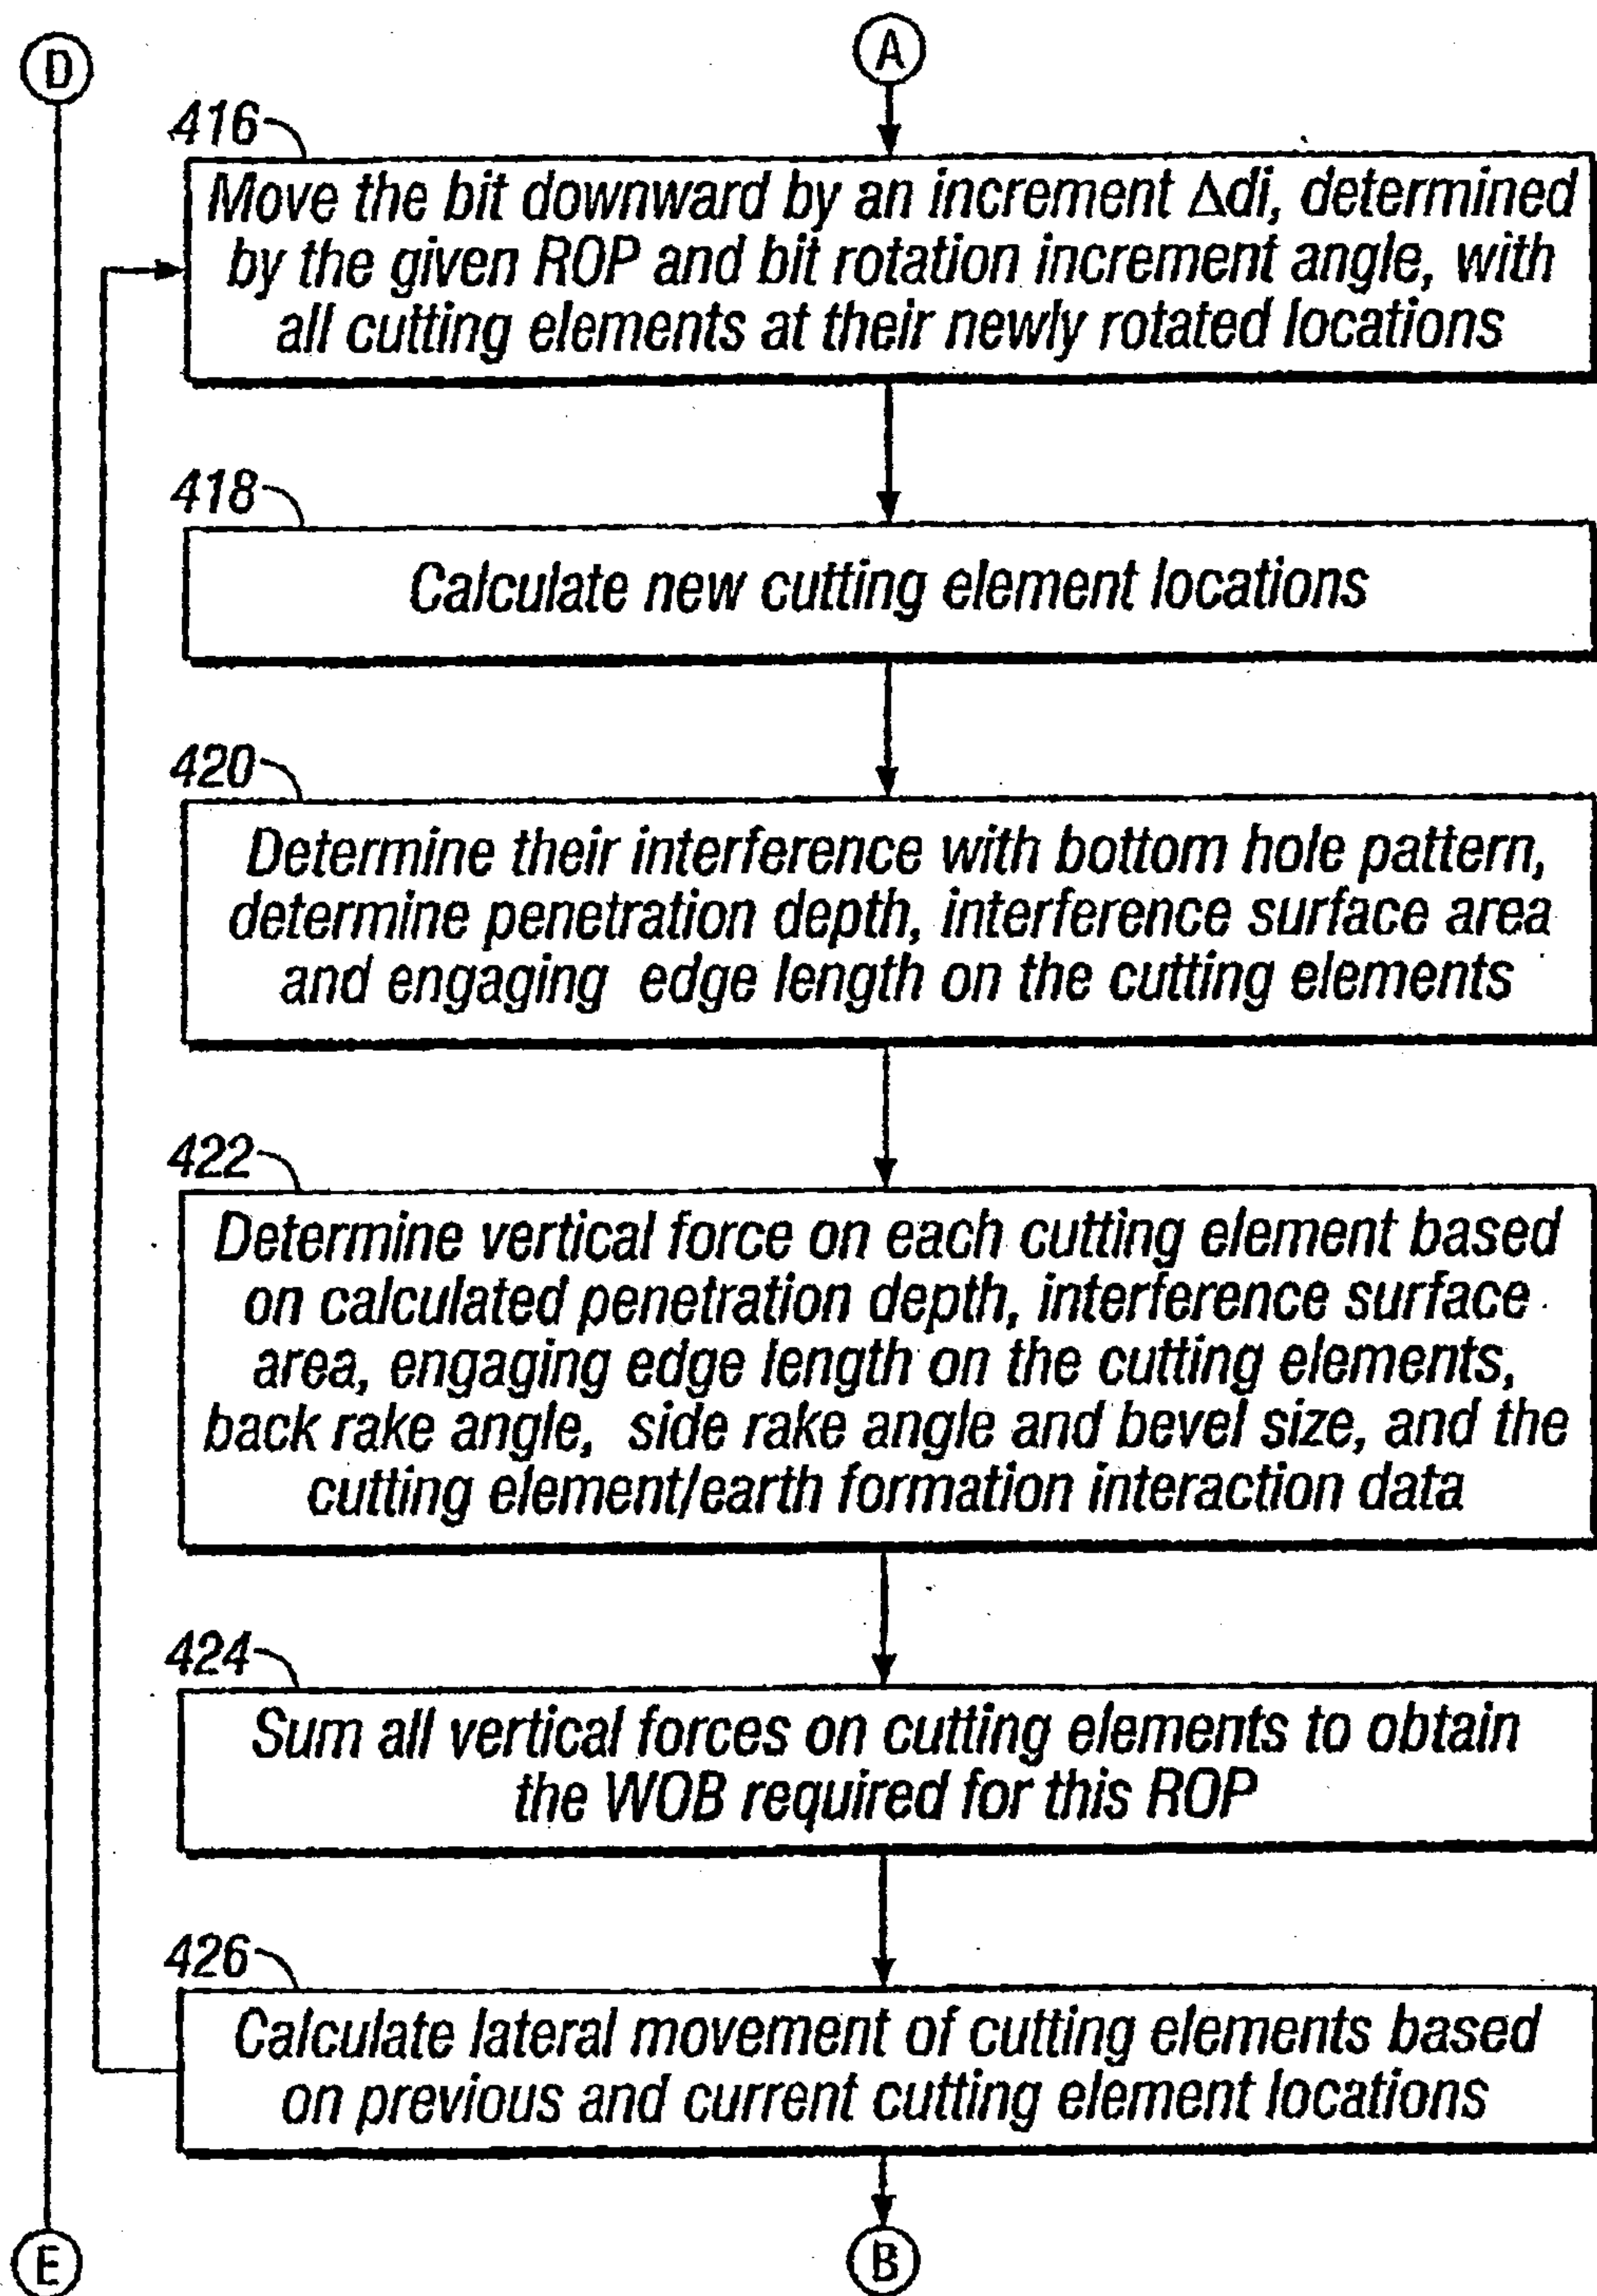 D
A
416
Move the bit downward by an increment Δdi, determined
by the given ROP and bit rotation increment angle, with
all cutting elements at their newly rotated locations
418
Calculate new cutting element locations
420
Determine their interference with bottom hole pattern,
determine penetration depth, interference surface area
and engaging edge length on the cutting elements
422
Determine vertical force on each cutting element based
on calculated penetration depth, interference surface
area, engaging edge length on the cutting elements,
back rake angle, side rake angle and bevel size, and the
cutting element/earth formation interaction data
424
Sum all vertical forces on cutting elements to obtain
the WOB required for this ROP
426
Calculate lateral movement of cutting elements based
on previous and current cutting element locations
E
B